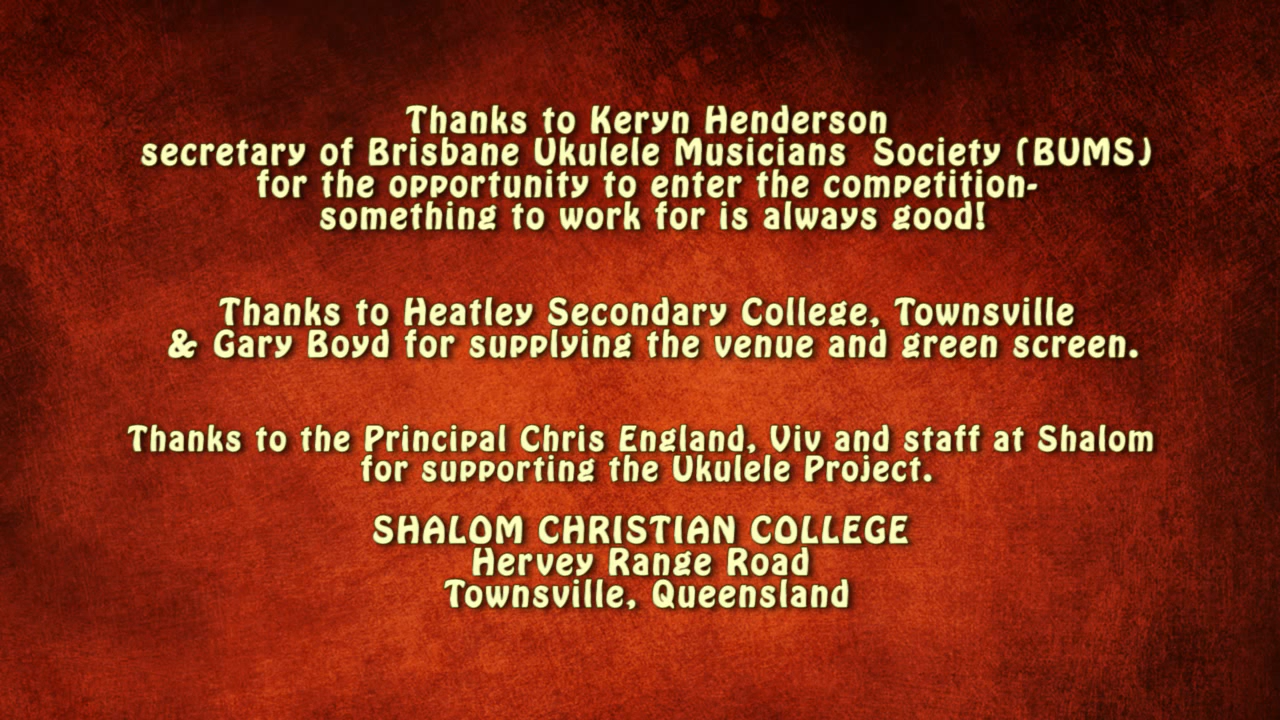 Thanks to Keryn Henderson
secretary of Brisbane Ukulele Musicians Society (BUMS)
for the opportunity to enter the competition-
something to work for is always good!
Thanks to Heatley Secondary College, Townsville
& Gary Boyd for supplying the venue and green screen.
Thanks to the Principal Chris England, Viv and staff at Shalom
for supporting the Ukulele Project.
SHALOM CHRISTIAN COLLEGE
Hervey Range Road
Townsville, Queensland